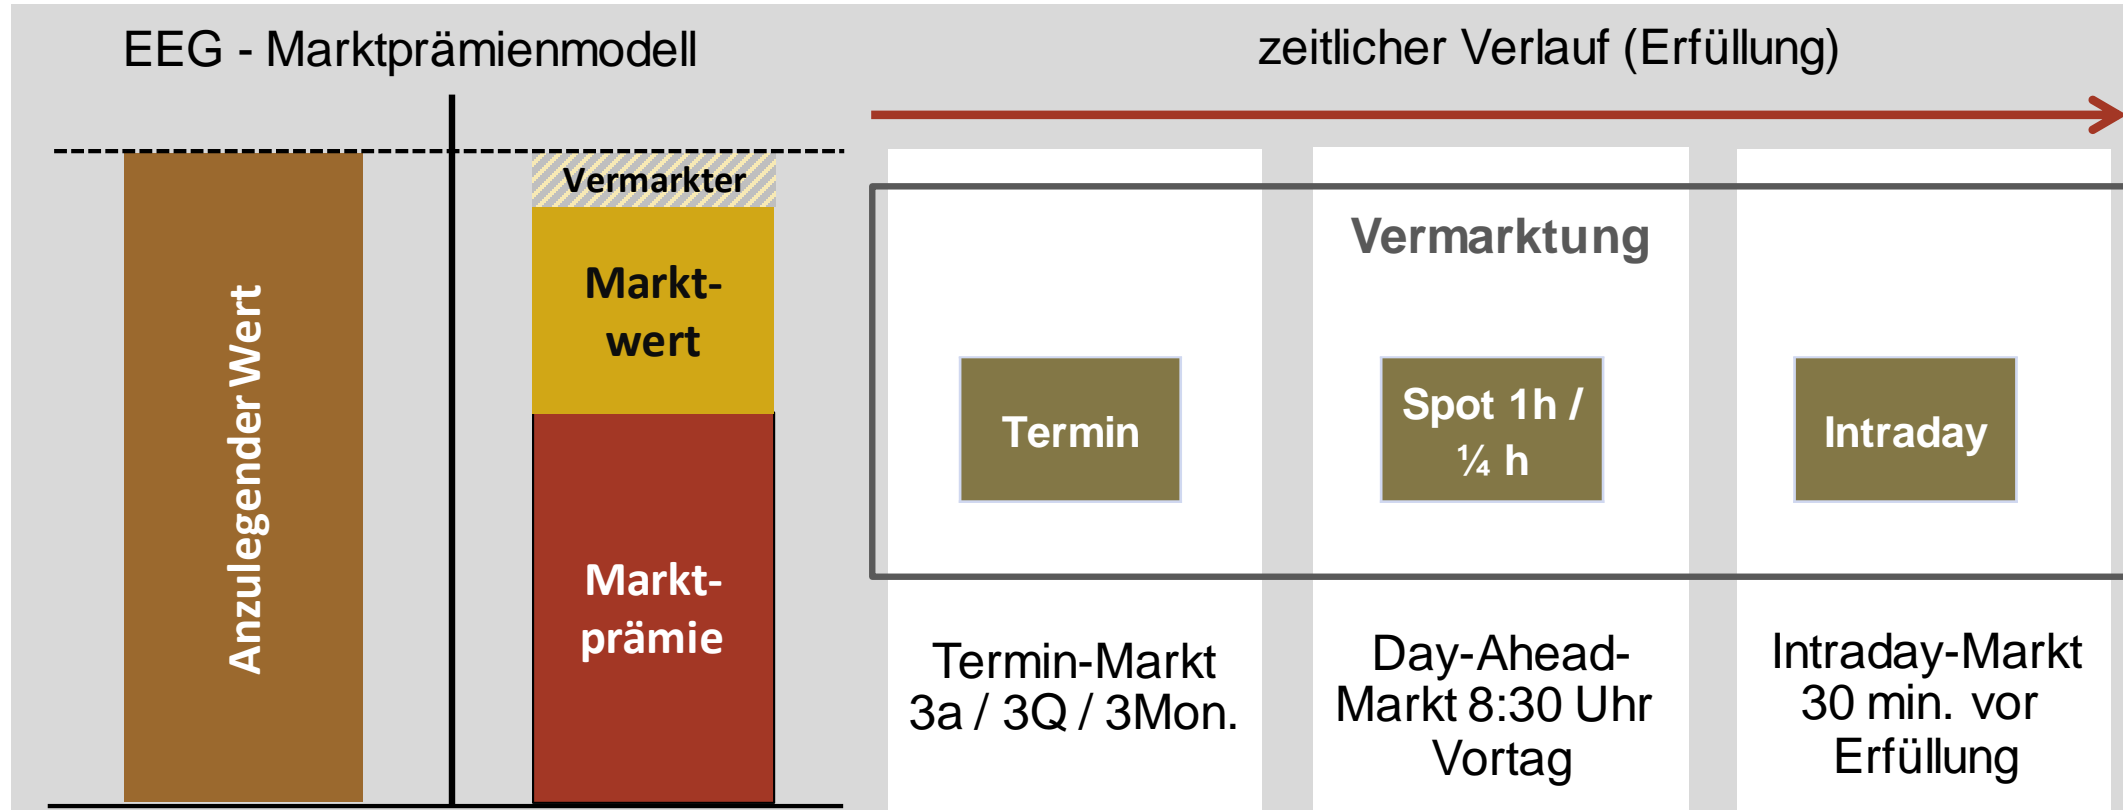 EEG - Marktprämienmodell
Anzulegender Wert
Vermarkter
Markt-
wert
Markt-
prämie
zeitlicher Verlauf (Erfüllung)
Vermarktung
Termin
Spot 1h /
¼ h
Intraday
Termin-Markt
3a / 3Q / 3Mon.
Day-Ahead-
Markt 8:30 Uhr
Vortag
Intraday-Markt
30 min. vor
Erfüllung